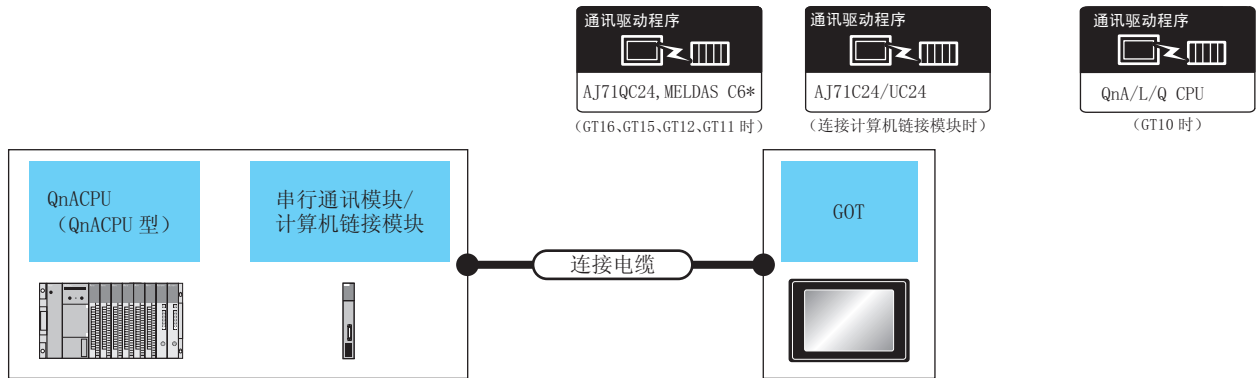 通讯驱动程序
AJ71QC24,MELDAS C6*
(GT16、GT15、GT12、GT11 时)
通讯驱动程序
AJ71C24/UC24
(连接计算机链接模块时)
通讯驱动程序
QnA/L/Q CPU
(GT10 时)
QnACPU
(QnACPU 型)
串行通讯模块/
计算机链接模块
连接电缆
GOT